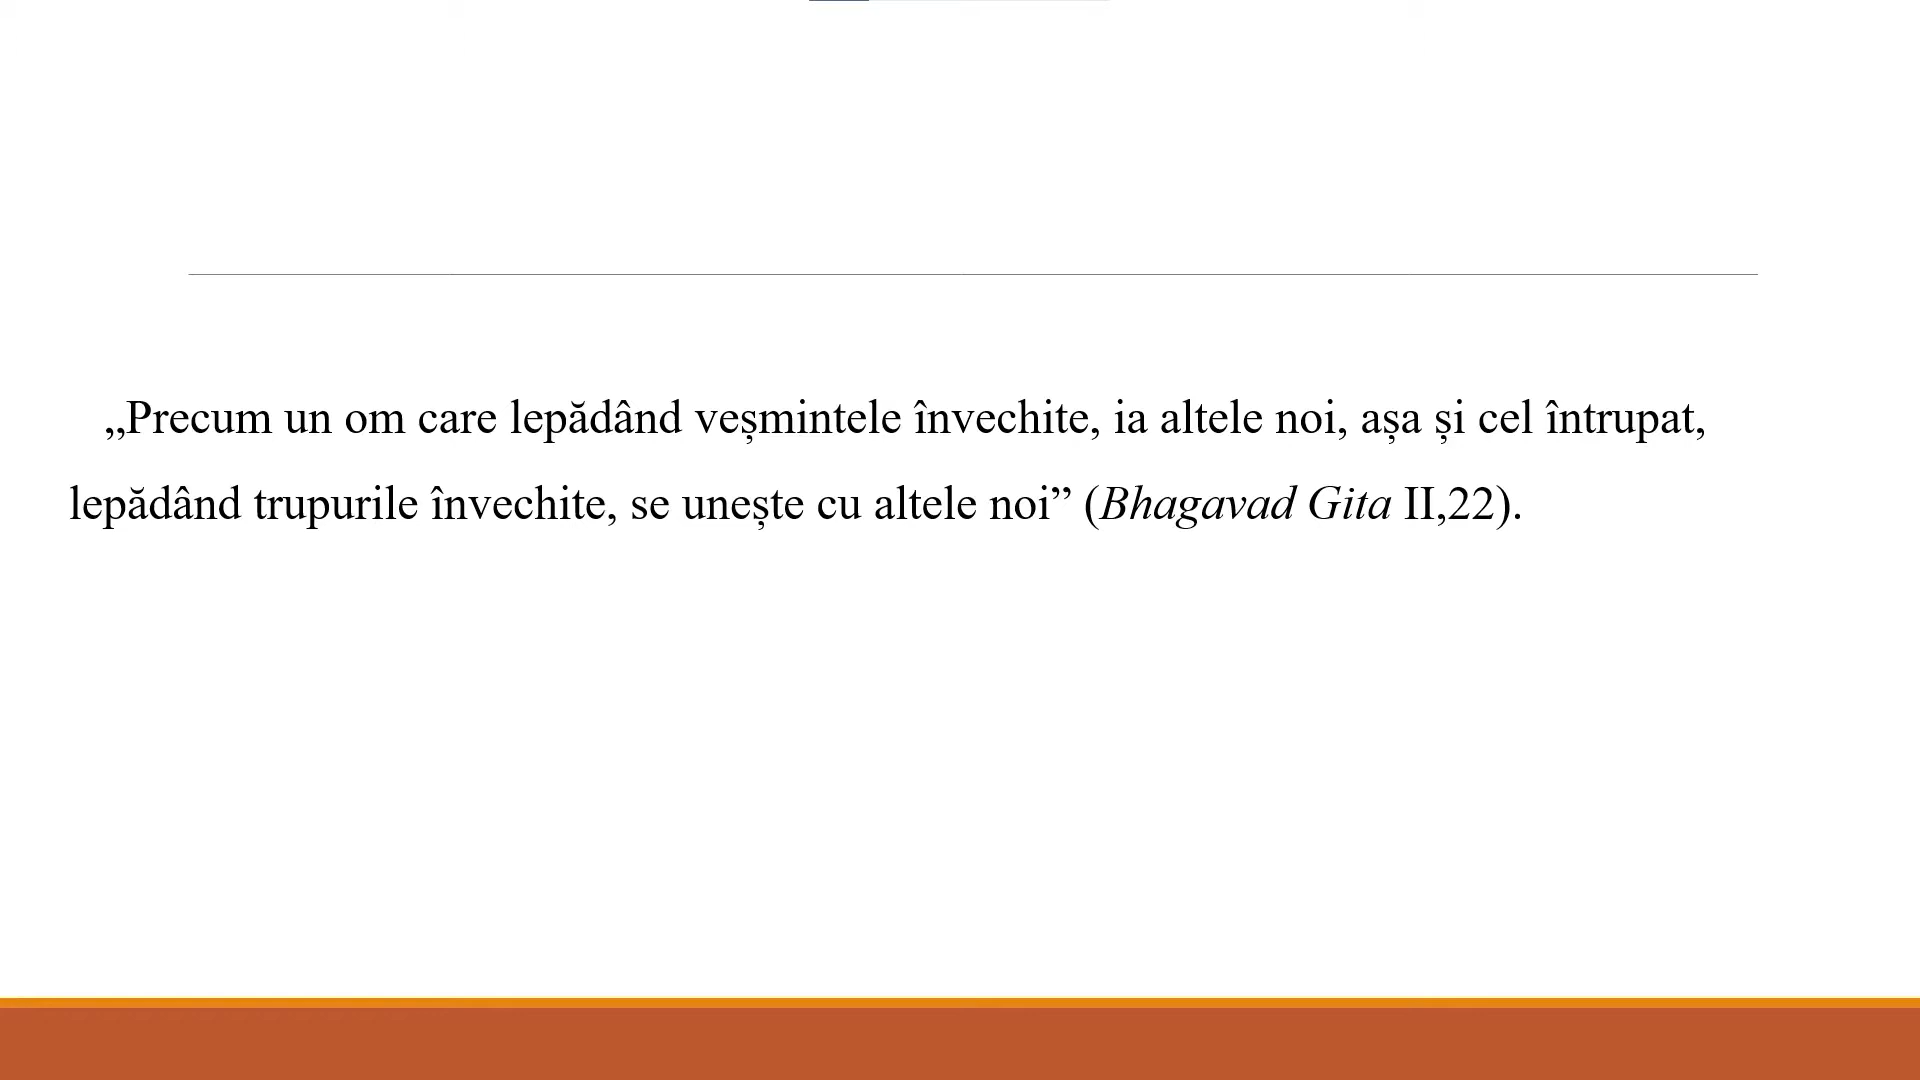 „Precum un om care lepădând veșmintele învechite, ia altele noi, așa și cel întrupat,
lepădând trupurile învechite, se unește cu altele noi” (Bhagavad Gita II,22).